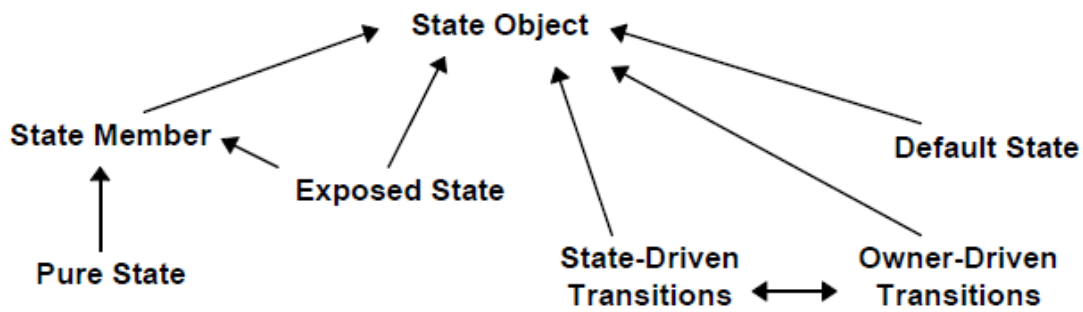 State Object
State Member
Default State
Exposed State
Pure State
State-Driven
Transitions
Owner-Driven
Transitions